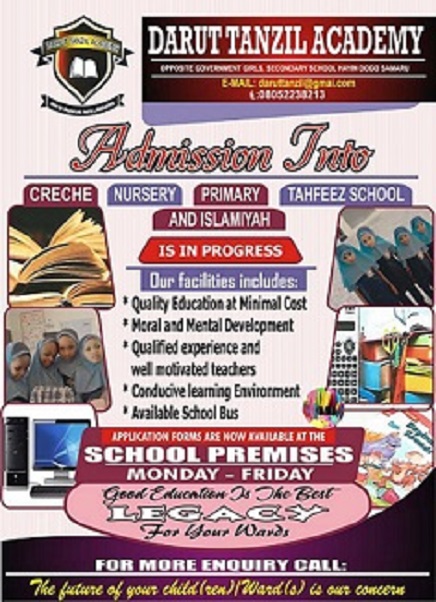 DARUT TANZIL ACADEMY
DARUT TANZIL ACADEMY
OPPOSITE GOVERNMENT GIRLS, SECONDARY SCHOOL HAYIN DOGO SAMARU
E-MAIL: daruttanzil@gmai.com
08052238213
Admission Into
CRECHE NURSERY PRIMARY TAHFEEZ SCHOOL
AND ISLAMIYAH
IS IN PROGRESS
Our facilities includes:
* Quality Education at Minimal Cost
* Moral and Mental Development
* Qualified experience and
well motivated teachers
* Conducive learning Environment
* Available School Bus
APPLICATION FORMS ARE NOW AVAILABLE AT THE
SCHOOL PREMISES
MONDAY – FRIDAY
Good Education Is The Best
LEGACY
For Your Wards
FOR MORE ENQUIRY CALL:
The future of your child(ren)/Ward(s) is our concern